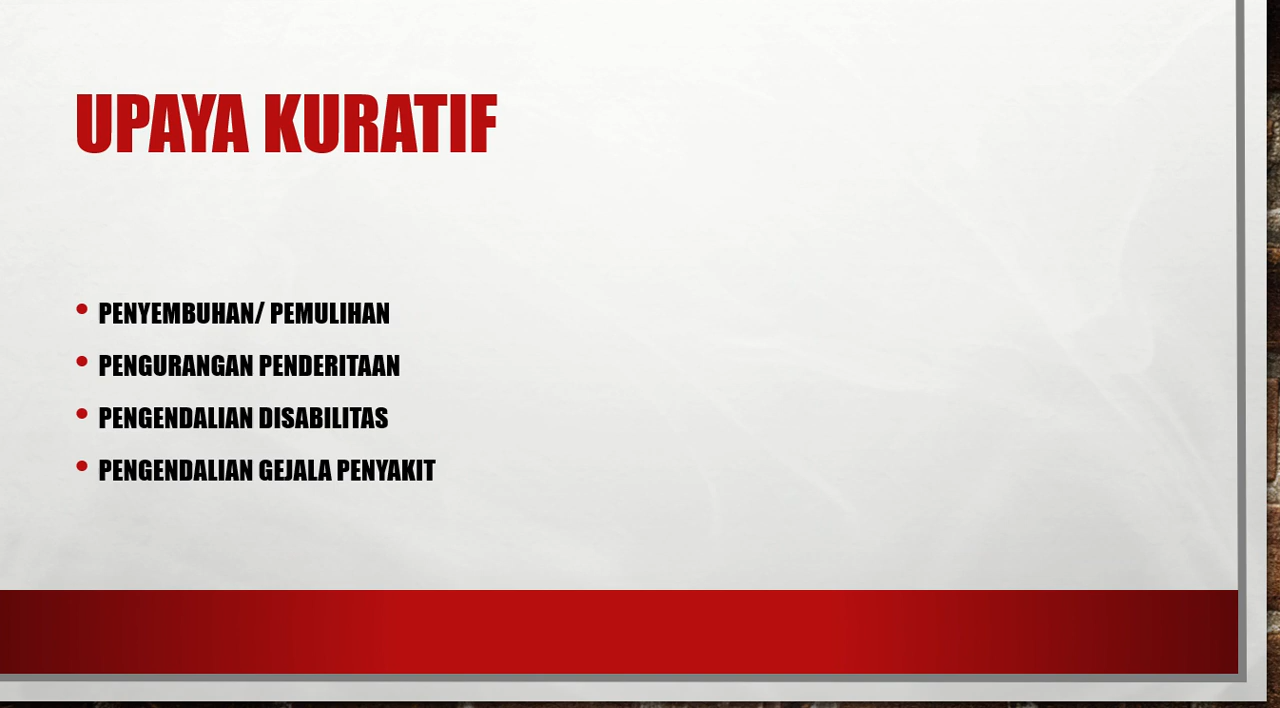 UPAYA KURATIF
• PENYEMBUHAN/ PEMULIHAN
• PENGURANGAN PENDERITAAN
• PENGENDALIAN DISABILITAS
• PENGENDALIAN GEJALA PENYAKIT